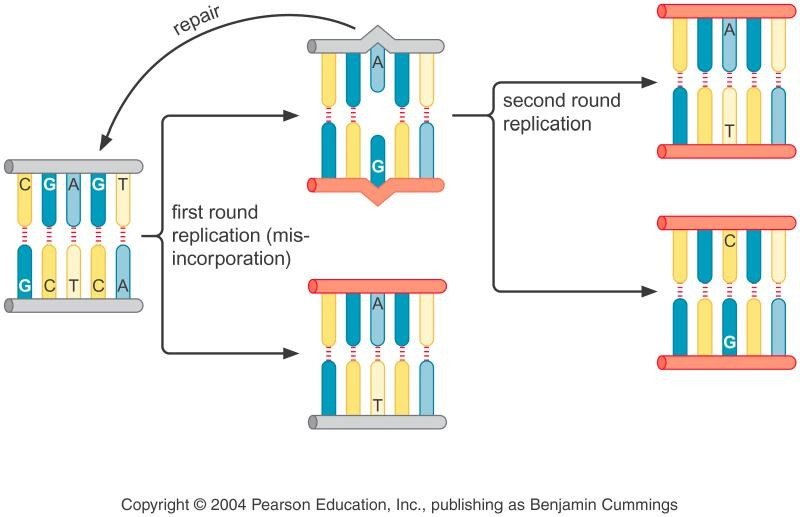 repair
C G A G T
G C T C A
first round
replication (mis-
incorporation)
A
G
A
T
second round
replication
A
T
C
G
Copyright © 2004 Pearson Education, Inc., publishing as Benjamin Cummings